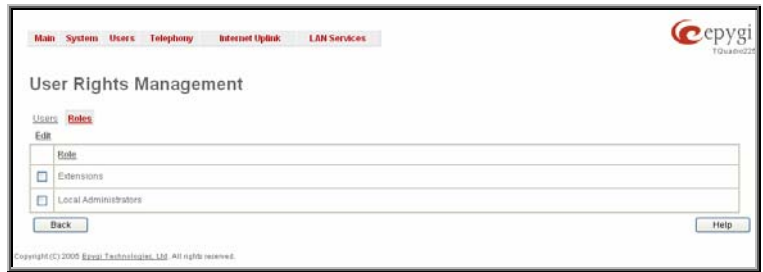 Main System Users Telephony Internet Uplink LAN Services
epygi
TQuadro225
User Rights Management
Users Roles
Edit
Role
Extensions
Local Administrators
Back Help
Copyright (C) 2005 Epygi Technologies, Ltd. All rights reserved.